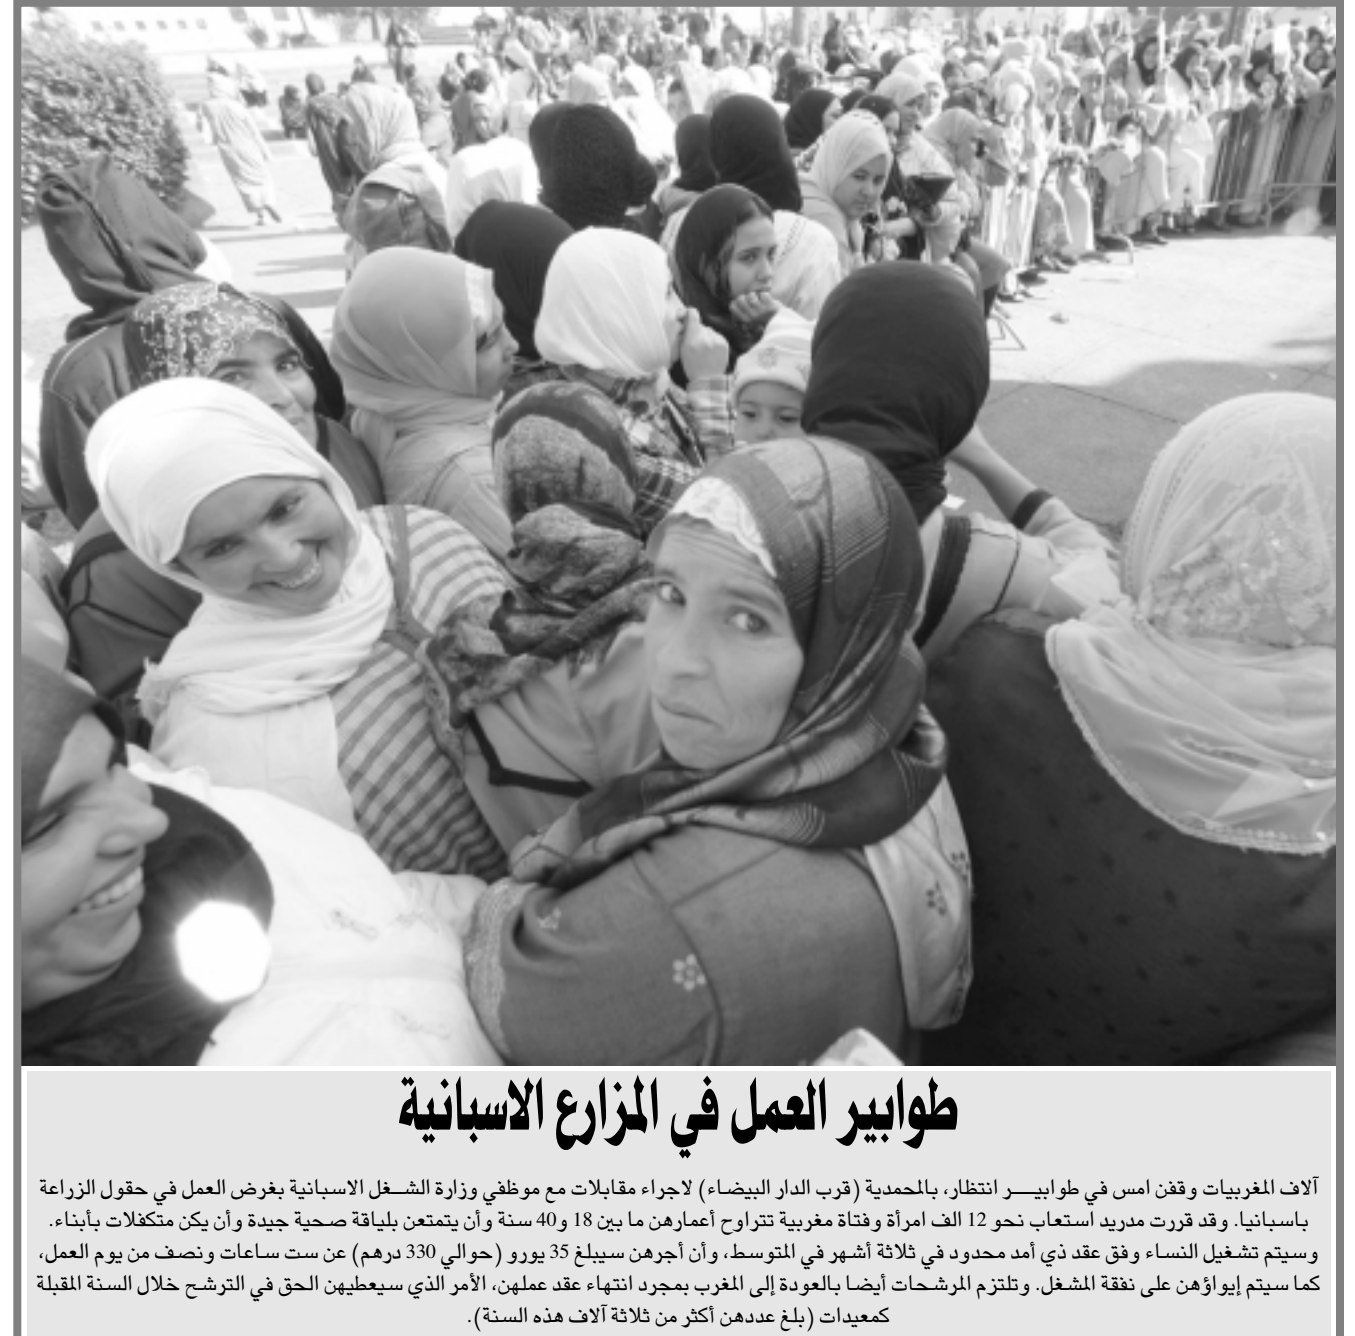 طوابير العمل في المزارع الاسبانية
آلاف المغربيات وقفن امس في طوابيـــر انتظار، بالمحمدية (قرب الدار البيضاء) لاجراء مقابلات مع موظفي وزارة الشــغل الاسبانية بغرض العمل في حقول الزراعة
باسبانيا. وقد قررت مدريد استعاب نحو 12 الف امرأة وفتاة مغربية تتراوح أعمارهن ما بين 18 و40 سنة وأن يتمتعن بلياقة صحية جيدة وأن يكن متكفلات بأبناء.
وسيتم تشغيل النساء وفق عقد ذي أمد محدود في ثلاثة أشهر في المتوسط، وأن أجرهن سيبلغ 35 يورو (حوالي 330 درهم) عن ست ساعات ونصف من يوم العمل،
كما سيتم إيواؤهن على نفقة المشغل. وتلتزم المرشحات أيضا بالعودة إلى المغرب بمجرد انتهاء عقد عملهن، الأمر الذي سيعطيهن الحق في الترشح خلال السنة المقبلة
كمعيدات (بلغ عددهن أكثر من ثلاثة آلاف هذه السنة).